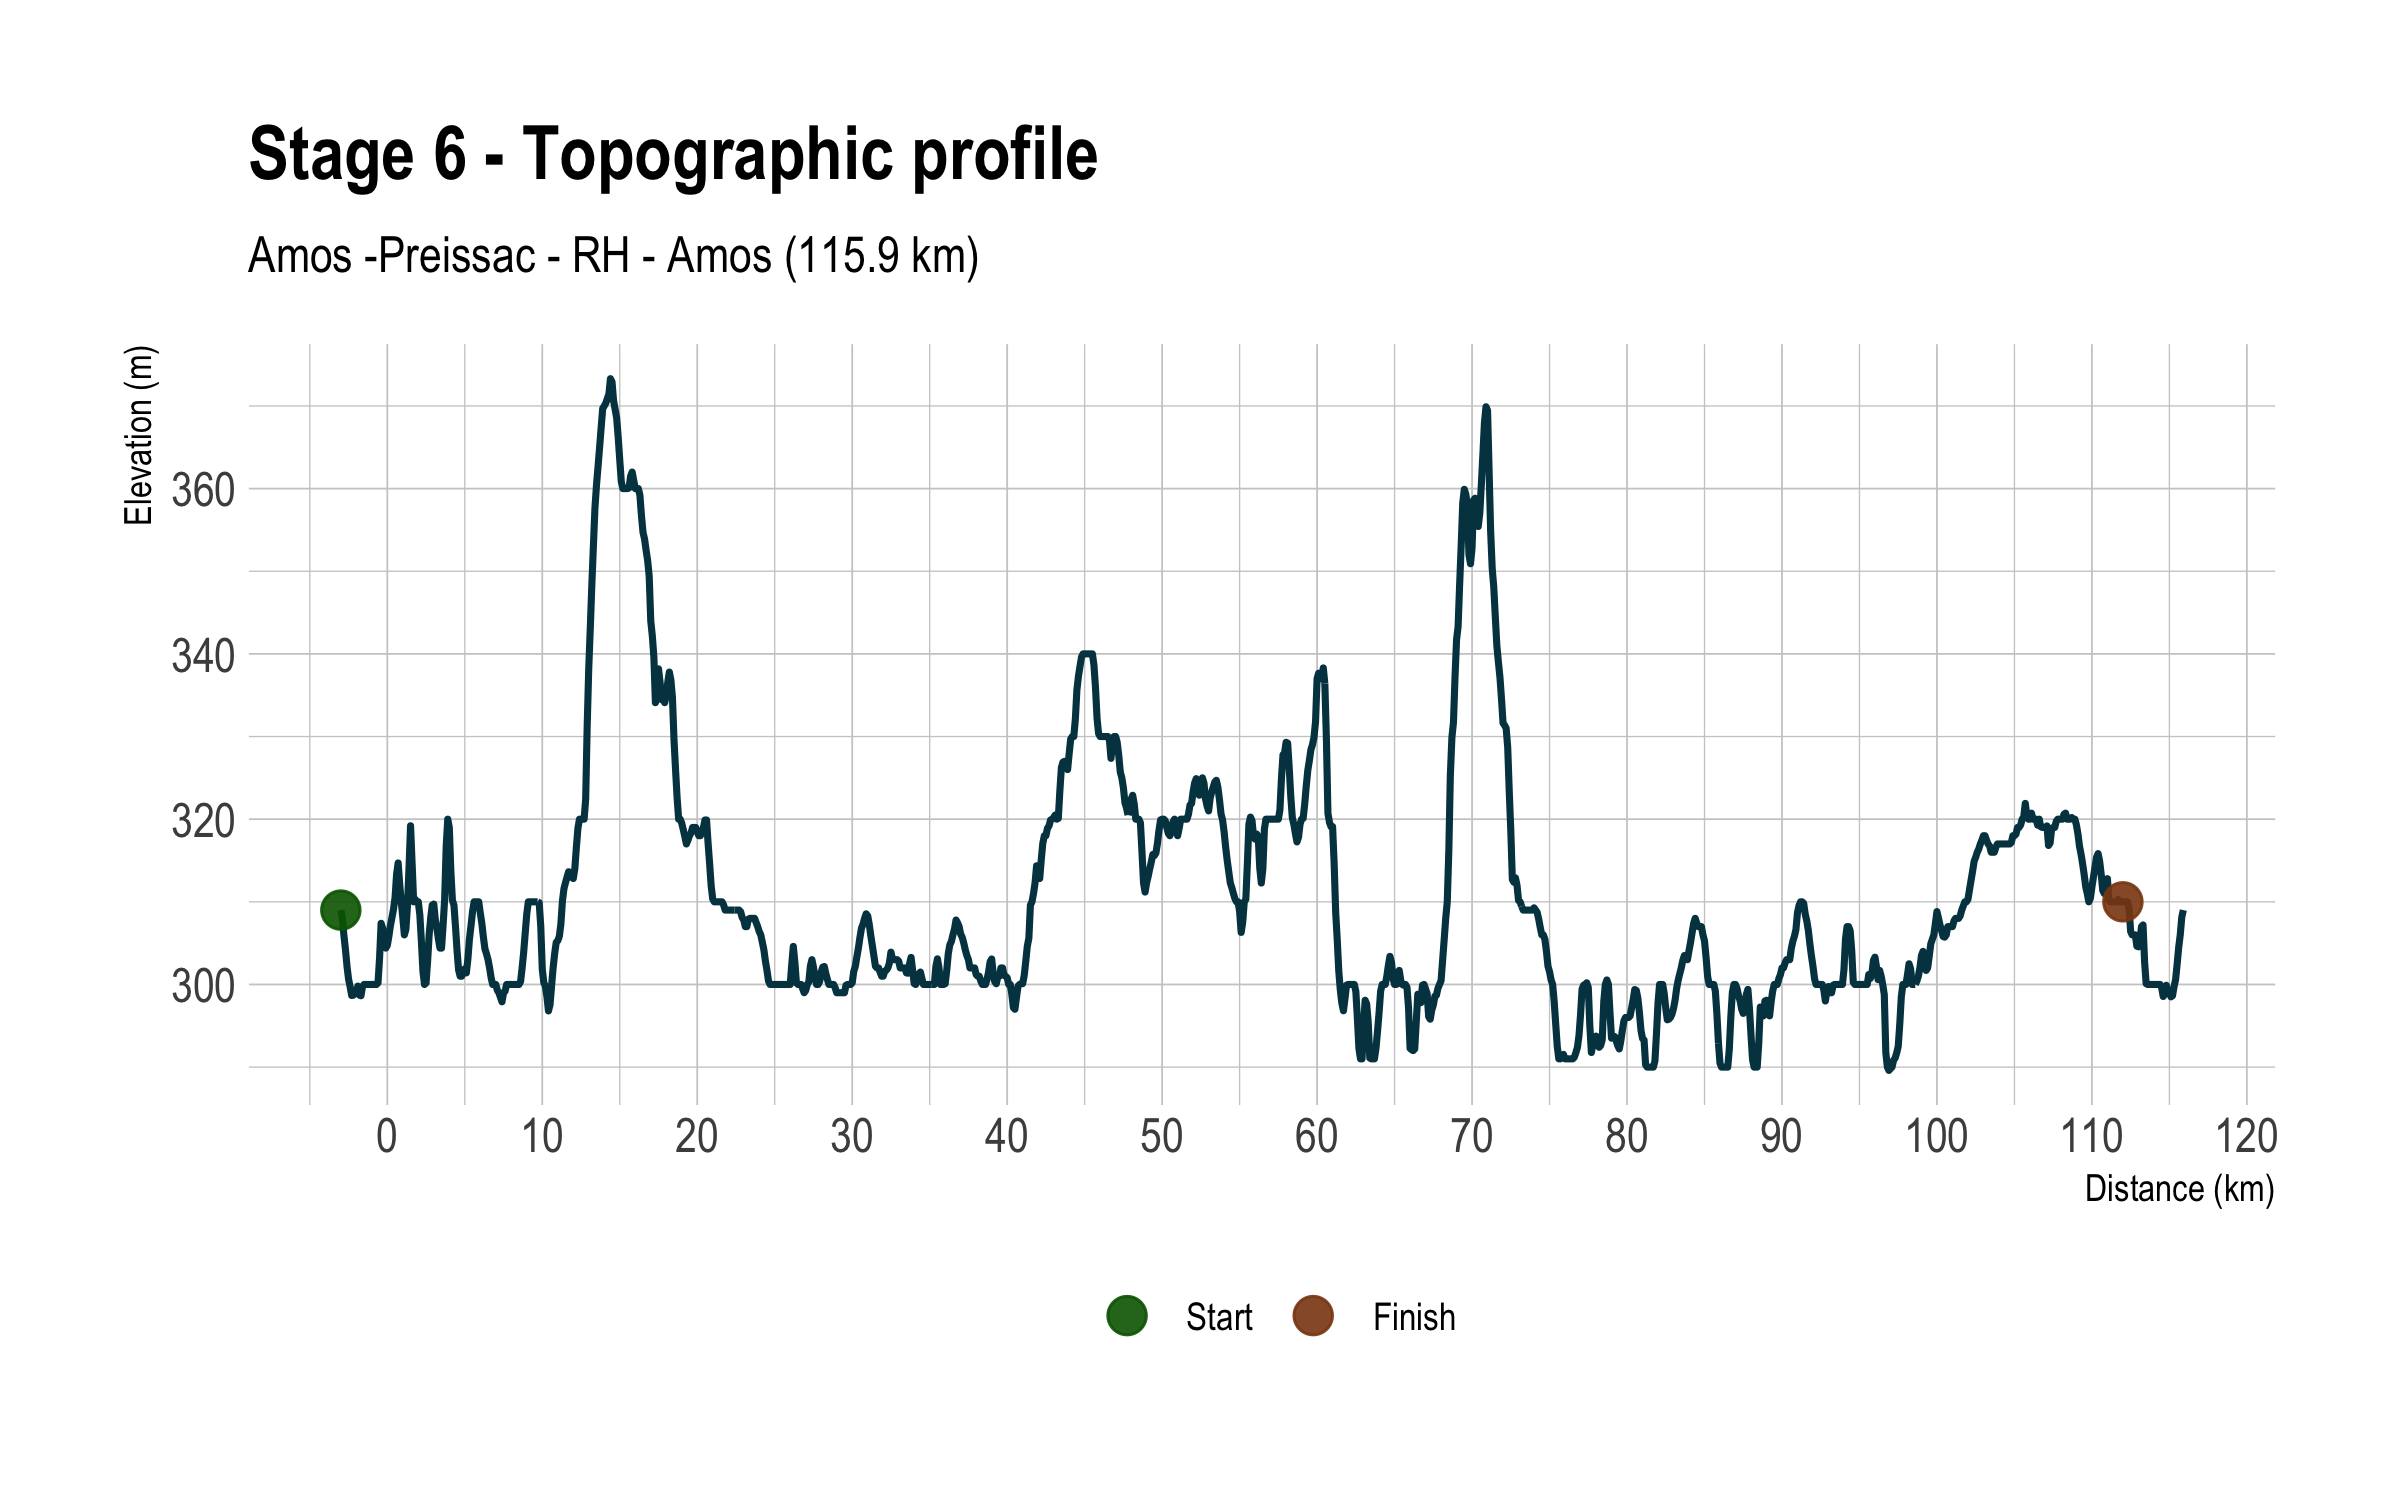 Stage 6 - Topographic profile
Amos -Preissac - RH - Amos (115.9 km)
Elevation (m)
360
340
320
300
0 10 20 30 40 50 60 70 80 90 100 110 120
Distance (km)
Start Finish